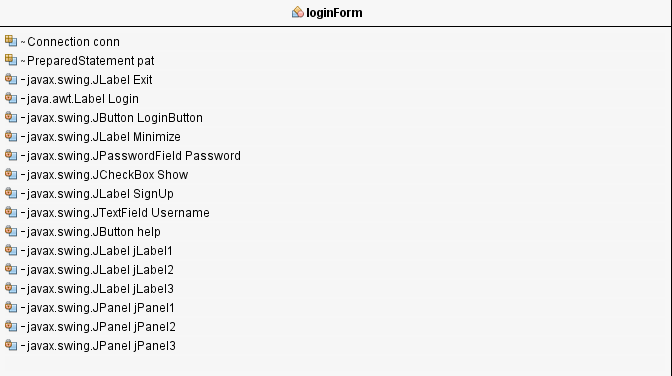 loginForm
~Connection conn
~PreparedStatement pat
-javax.swing.JLabel Exit
-java.awt.Label Login
-javax.swing.JButton LoginButton
-javax.swing.JLabel Minimize
-javax.swing.JPasswordField Password
-javax.swing.JCheckBox Show
-javax.swing.JLabel SignUp
-javax.swing.JTextField Username
-javax.swing.JButton help
-javax.swing.JLabel jLabel1
-javax.swing.JLabel jLabel2
-javax.swing.JLabel jLabel3
-javax.swing.JPanel jPanel1
-javax.swing.JPanel jPanel2
-javax.swing.JPanel jPanel3